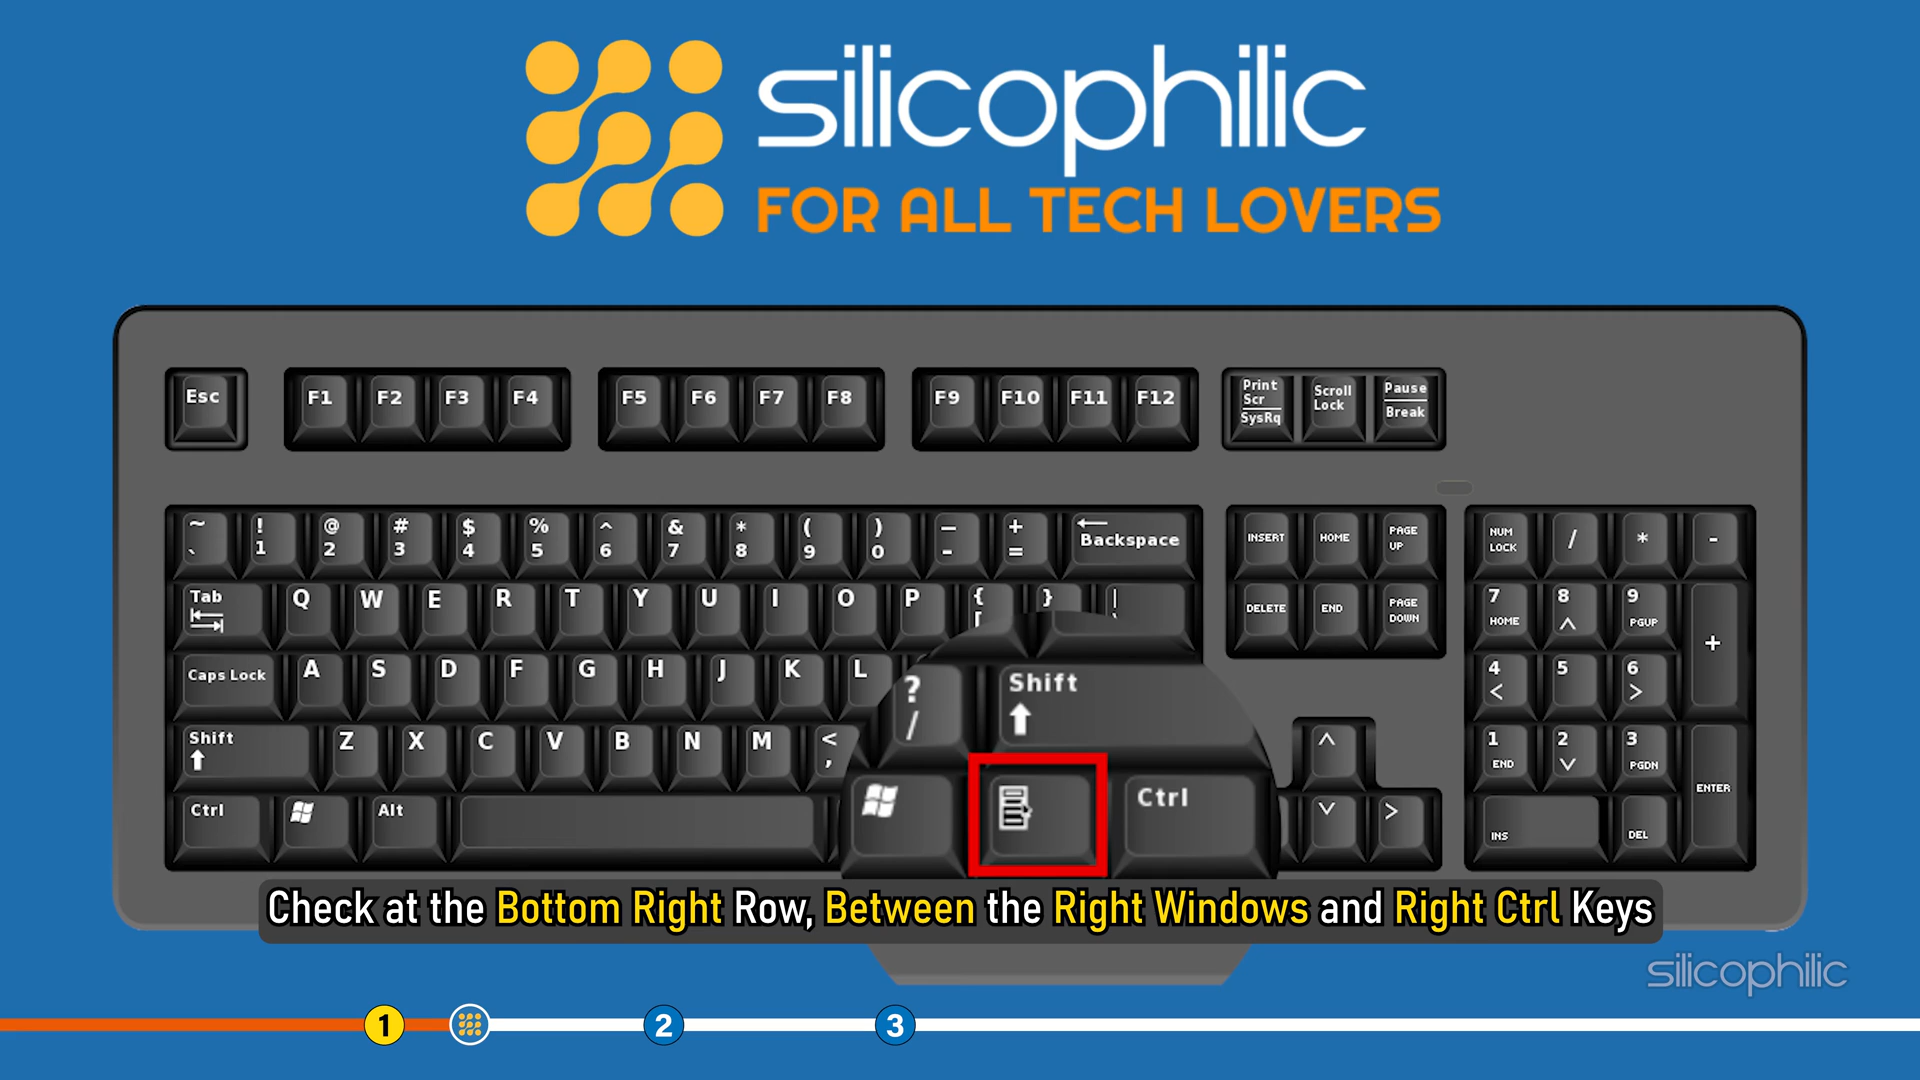 silicophilic
FOR ALL TECH LOVERS
Esc F1 F2 F3 F4 F5 F6 F7 F8 F9 F10 F11 F12 Print Scr SysRq Scroll Lock Pause Break
~ ` ! 1 @ 2 # 3 $ 4 % 5 ^ 6 & 7 * 8 ( 9 ) 0 _ - + = ← Backspace INSERT HOME PAGE UP NUM LOCK / * -
Tab Q W E R T Y U I O P { [ } | \ DELETE END PAGE DOWN 7 HOME 8 ^ 9 PGUP +
Caps Lock A S D F G H J K L 4 < 5 6 >
Shift Z X C V B N M < , ? / Shift ^ 1 END 2 v 3 PGDN ENTER
Ctrl Alt Ctrl v > INS DEL
Check at the Bottom Right Row, Between the Right Windows and Right Ctrl Keys
silicophilic
1 2 3